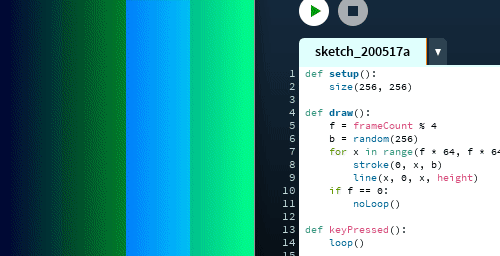 sketch_200517a
1 def setup():
2 size(256, 256)
3
4 def draw():
5 f = frameCount % 4
6 b = random(256)
7 for x in range(f * 64, f * 64
8 stroke(0, x, b)
9 line(x, 0, x, height)
10 if f == 0:
11 noLoop()
12
13 def keyPressed():
14 loop()
15